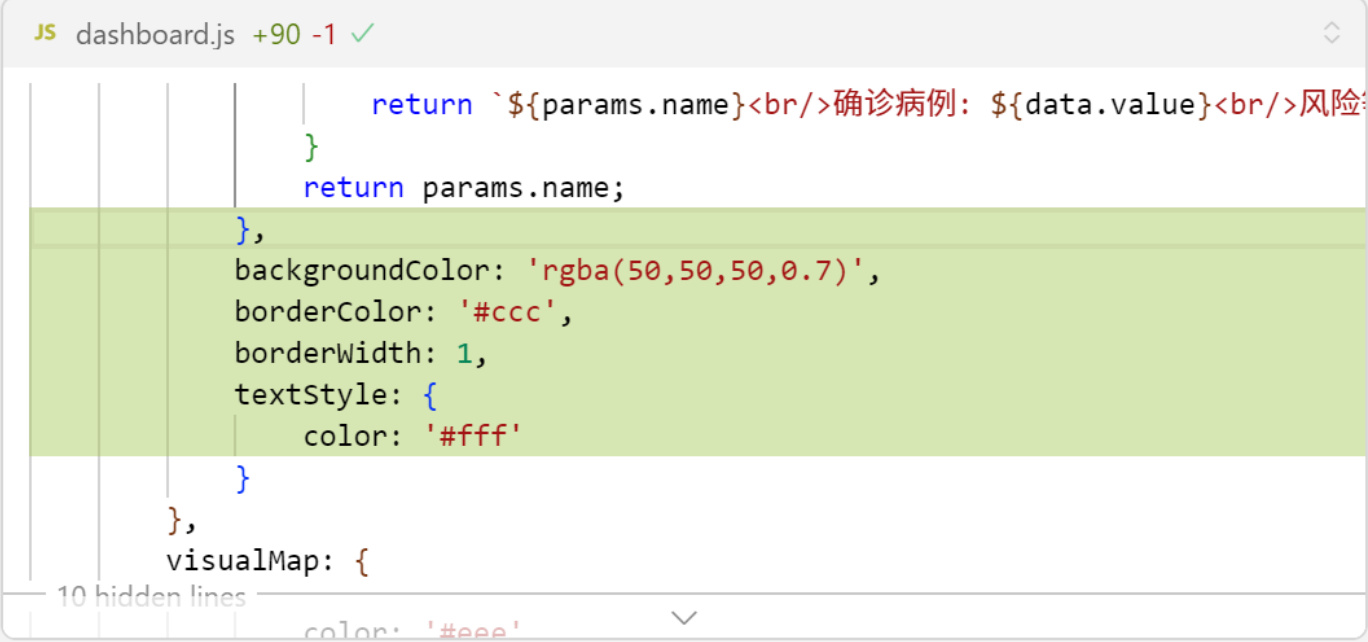 JS dashboard.js +90 -1
return `${params.name}<br/>确诊病例: ${data.value}<br/>风险
}
return params.name;
},
backgroundColor: 'rgba(50,50,50,0.7)',
borderColor: '#ccc',
borderWidth: 1,
textStyle: {
color: '#fff'
}
},
visualMap: {
10 hidden lines
color: '#eee'